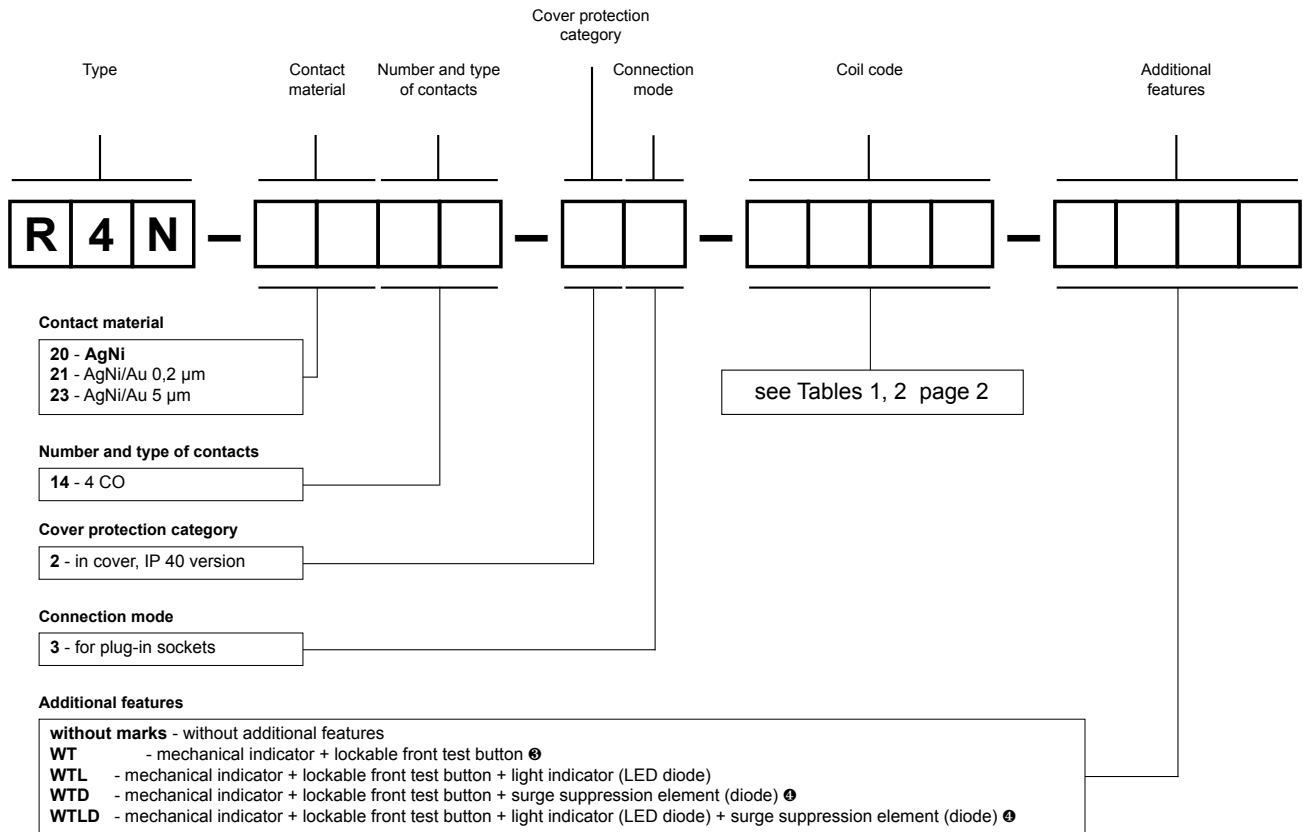 Cover protection
category
Type
Contact
material
Number and type
of contacts
Connection
mode
Coil code
Additional
features
R 4 N – – – –
Contact material
20 - AgNi
21 - AgNi/Au 0,2 µm
23 - AgNi/Au 5 µm
see Tables 1, 2 page 2
Number and type of contacts
14 - 4 CO
Cover protection category
2 - in cover, IP 40 version
Connection mode
3 - for plug-in sockets
Additional features
without marks - without additional features
WT - mechanical indicator + lockable front test button ❸
WTL - mechanical indicator + lockable front test button + light indicator (LED diode)
WTD - mechanical indicator + lockable front test button + surge suppression element (diode) ❹
WTLD - mechanical indicator + lockable front test button + light indicator (LED diode) + surge suppression element (diode) ❹